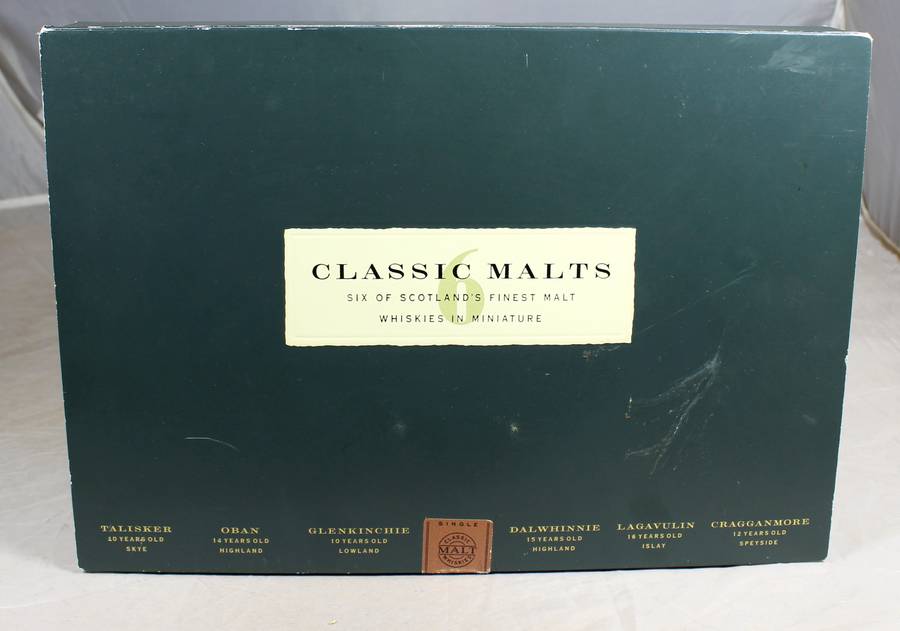 6
CLASSIC MALTS
SIX OF SCOTLAND'S FINEST MALT
WHISKIES IN MINIATURE
TALISKER
10 YEARS OLD
SKYE
OBAN
14 YEARS OLD
HIGHLAND
GLENKINCHIE
10 YEARS OLD
LOWLAND
SINGLE
CLASSIC
MALT
WHISKIES
DALWHINNIE
15 YEARS OLD
HIGHLAND
LAGAVULIN
16 YEARS OLD
ISLAY
CRAGGANMORE
12 YEARS OLD
SPEYSIDE